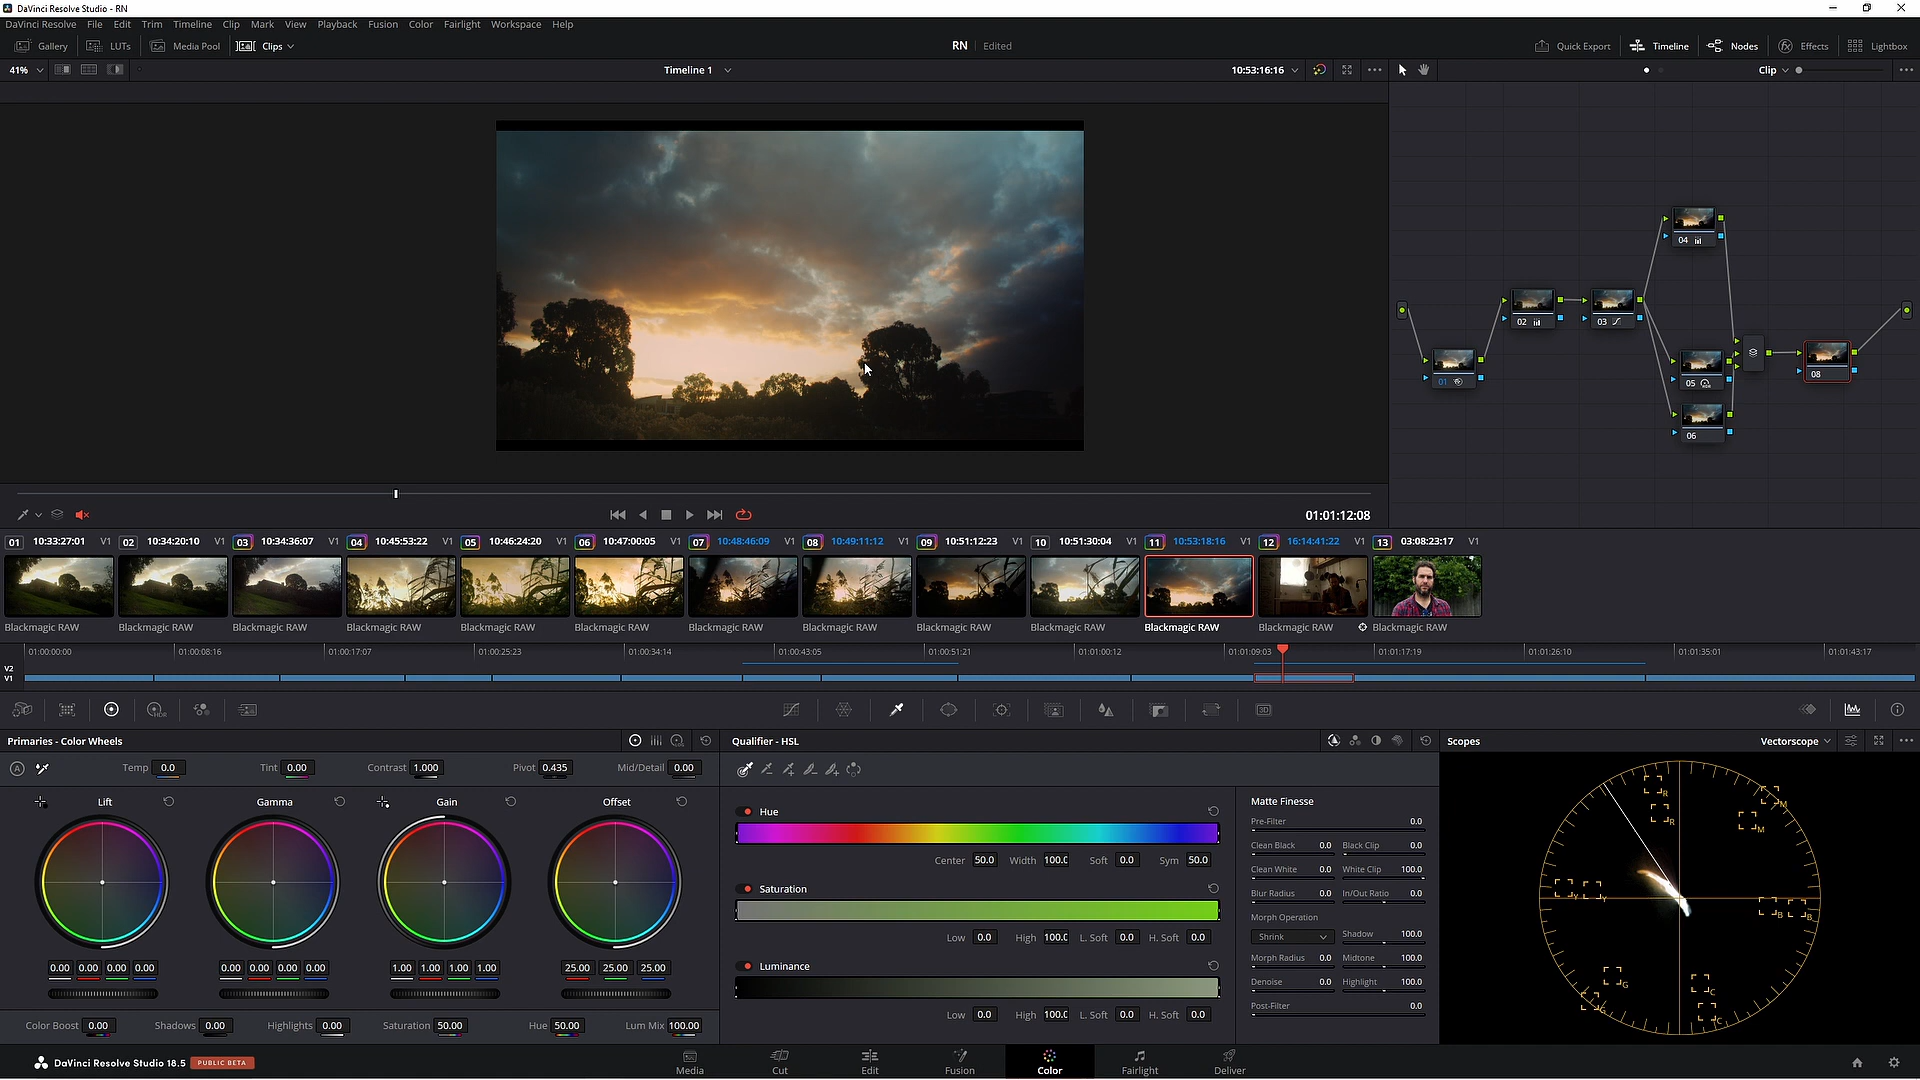 DaVinci Resolve Studio - RN
DaVinci Resolve File Edit Trim Timeline Clip Mark View Playback Fusion Color Fairlight Workspace Help
Gallery LUTs Media Pool Clips RN Edited Quick Export Timeline Nodes Effects Lightbox
41% Timeline 1 10:53:16:16 Clip
04
02 03
01 05 08
06
01:01:12:08
01 10:33:27:01 V1 02 10:34:20:10 V1 03 10:34:36:07 V1 04 10:45:53:22 V1 05 10:46:24:20 V1 06 10:47:00:05 V1 07 10:48:46:09 V1 08 10:49:11:12 V1 09 10:51:12:23 V1 10 10:51:30:04 V1 11 10:53:18:16 V1 12 16:14:41:22 V1 13 03:08:23:17 V1
Blackmagic RAW Blackmagic RAW Blackmagic RAW Blackmagic RAW Blackmagic RAW Blackmagic RAW Blackmagic RAW Blackmagic RAW Blackmagic RAW Blackmagic RAW Blackmagic RAW Blackmagic RAW Blackmagic RAW
01:00:00:00 01:00:08:16 01:00:17:07 01:00:25:23 01:00:34:14 01:00:43:05 01:00:51:21 01:01:00:12 01:01:09:03 01:01:17:19 01:01:26:10 01:01:35:01 01:01:43:17
V2
V1
HDR 3D
Primaries - Color Wheels Qualifier - HSL Scopes Vectorscope
A Temp 0.0 Tint 0.00 Contrast 1.000 Pivot 0.435 Mid/Detail 0.00
Lift Gamma Gain Offset
0.00 0.00 0.00 0.00 0.00 0.00 0.00 0.00 1.00 1.00 1.00 1.00 25.00 25.00 25.00
Color Boost 0.00 Shadows 0.00 Highlights 0.00 Saturation 50.00 Hue 50.00 Lum Mix 100.00
Hue
Center 50.0 Width 100.0 Soft 0.0 Sym 50.0
Saturation
Low 0.0 High 100.0 L. Soft 0.0 H. Soft 0.0
Luminance
Low 0.0 High 100.0 L. Soft 0.0 H. Soft 0.0
Matte Finesse
Pre-Filter 0.0
Clean Black 0.0 Black Clip 0.0
Clean White 0.0 White Clip 100.0
Blur Radius 0.0 In/Out Ratio 0.0
Morph Operation
Shrink Shadow 100.0
Morph Radius 0.0 Midtone 100.0
Denoise 0.0 Highlight 100.0
Post-Filter 0.0
R M
R M
Y Y B B
G C
G C
DaVinci Resolve Studio 18.5 PUBLIC BETA Media Cut Edit Fusion Color Fairlight Deliver